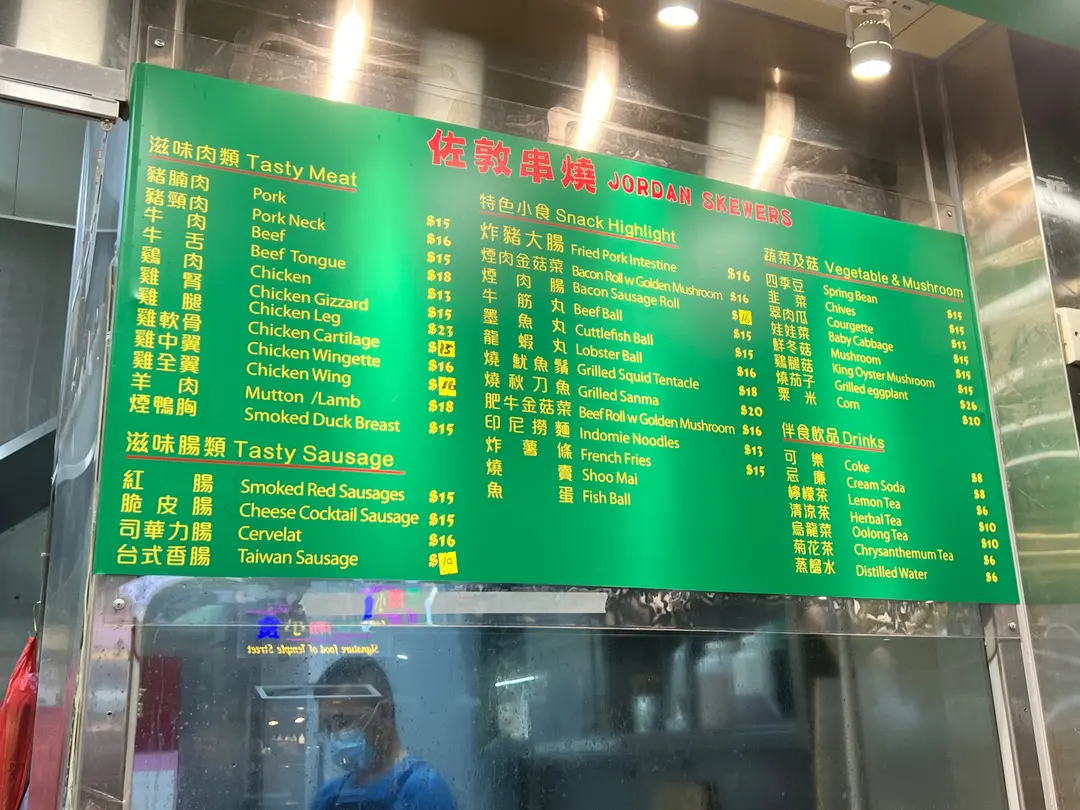 佐敦串燒 JORDAN SKEWERS
滋味肉類 Tasty Meat
豬腩肉 Pork $15
豬頸肉 Pork Neck $16
牛肉 Beef $15
牛舌 Beef Tongue $18
鷄肉 Chicken $13
雞腎 Chicken Gizzard $15
雞腿 Chicken Leg $23
雞軟骨 Chicken Cartilage $15
雞中翼 Chicken Wingette $16
雞全翼 Chicken Wing $
羊肉 Mutton /Lamb $18
煙鴨胸 Smoked Duck Breast $15
滋味腸類 Tasty Sausage
紅腸 Smoked Red Sausages $15
脆皮腸 Cheese Cocktail Sausage $15
司華力腸 Cervelat $16
台式香腸 Taiwan Sausage $
特色小食 Snack Highlight
炸豬大腸 Fried Pork Intestine $16
煙肉金菇菜 Bacon Roll w Golden Mushroom $16
煙肉腸 Bacon Sausage Roll $
牛筋丸 Beef Ball $15
墨魚丸 Cuttlefish Ball $15
龍蝦丸 Lobster Ball $16
燒魷魚鬚 Grilled Squid Tentacle $18
燒秋刀魚 Grilled Sanma $20
肥牛金菇菜 Beef Roll w Golden Mushroom $16
印尼撈麵 Indomie Noodles $13
炸薯條 French Fries $15
燒賣 Shoo Mai
魚蛋 Fish Ball
蔬菜及菇 Vegetable & Mushroom
四季豆 Spring Bean $15
韭菜 Chives $15
翠肉瓜 Courgette $13
娃娃菜 Baby Cabbage $15
鮮冬菇 Mushroom
鷄腿菇 King Oyster Mushroom $15
燒茄子 Grilled eggplant $26
粟米 Corn $10
伴食飲品 Drinks
可樂 Coke $8
忌廉 Cream Soda $8
檸檬茶 Lemon Tea $6
清涼茶 Herbal Tea $10
烏龍茶 Oolong Tea $10
菊花茶 Chrysanthemum Tea $6
蒸餾水 Distilled Water $6
Signature food of Temple Street